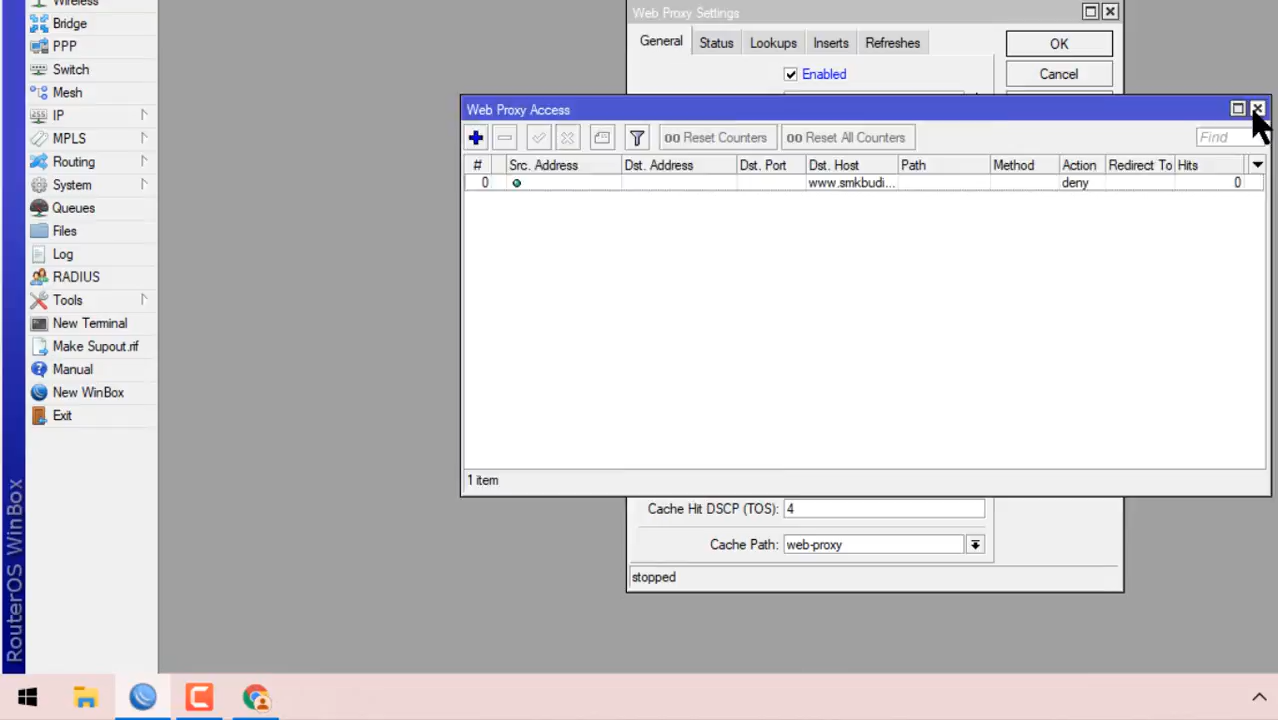 Wireless
Bridge
PPP
Switch
Mesh
IP
MPLS
Routing
System
Queues
Files
Log
RADIUS
Tools
New Terminal
Make Supout.rif
Manual
New WinBox
Exit
RouterOS WinBox
Web Proxy Settings
General Status Lookups Inserts Refreshes
OK
Enabled
Cancel
Web Proxy Access
00 Reset Counters 00 Reset All Counters Find
# Src. Address Dst. Address Dst. Port Dst. Host Path Method Action Redirect To Hits
0 www.smkbudi... deny 0
1 item
Cache Hit DSCP (TOS): 4
Cache Path: web-proxy
stopped